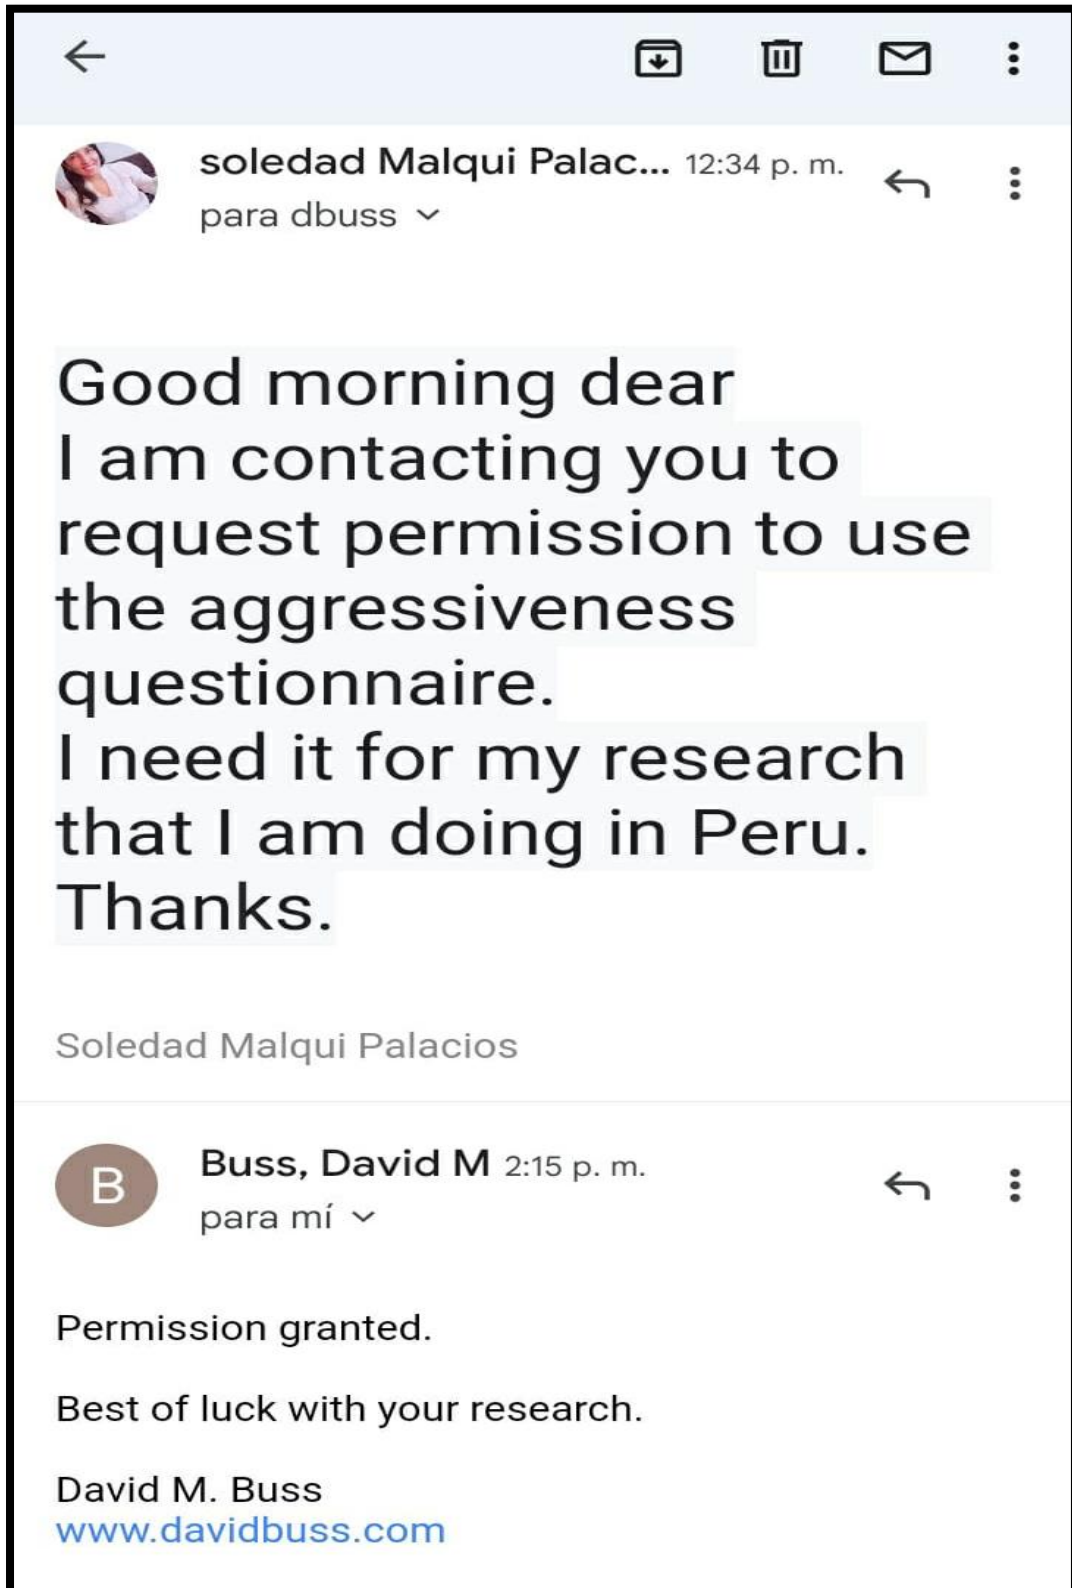 soledad Malqui Palac... 12:34 p. m.
para dbuss
Good morning dear
I am contacting you to
request permission to use
the aggressiveness
questionnaire.
I need it for my research
that I am doing in Peru.
Thanks.
Soledad Malqui Palacios
B
Buss, David M 2:15 p. m.
para mí
Permission granted.
Best of luck with your research.
David M. Buss
www.davidbuss.com